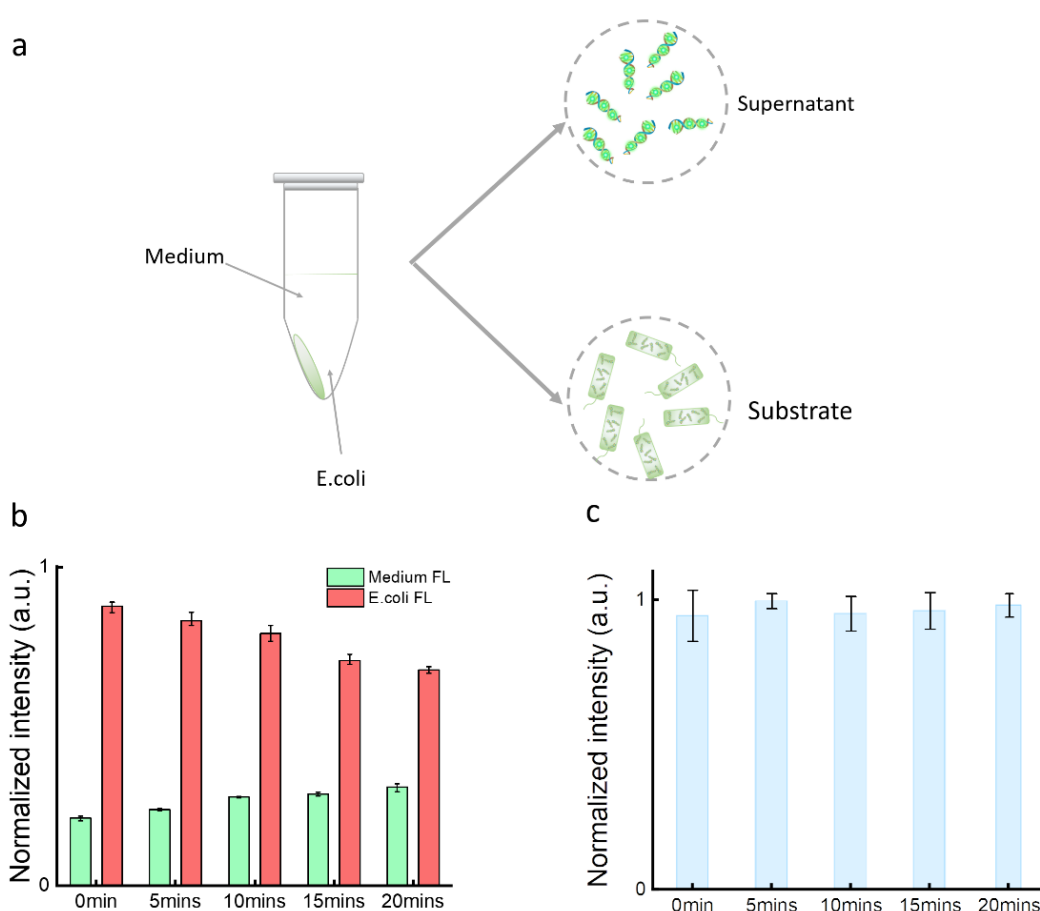 a
Supernatant
Medium
Substrate
E.coli
b
Normalized intensity (a.u.)
1
0
Medium FL
E.coli FL
0min 5mins 10mins 15mins 20mins
c
Normalized intensity (a.u.)
1
0
0min 5mins 10mins 15mins 20mins